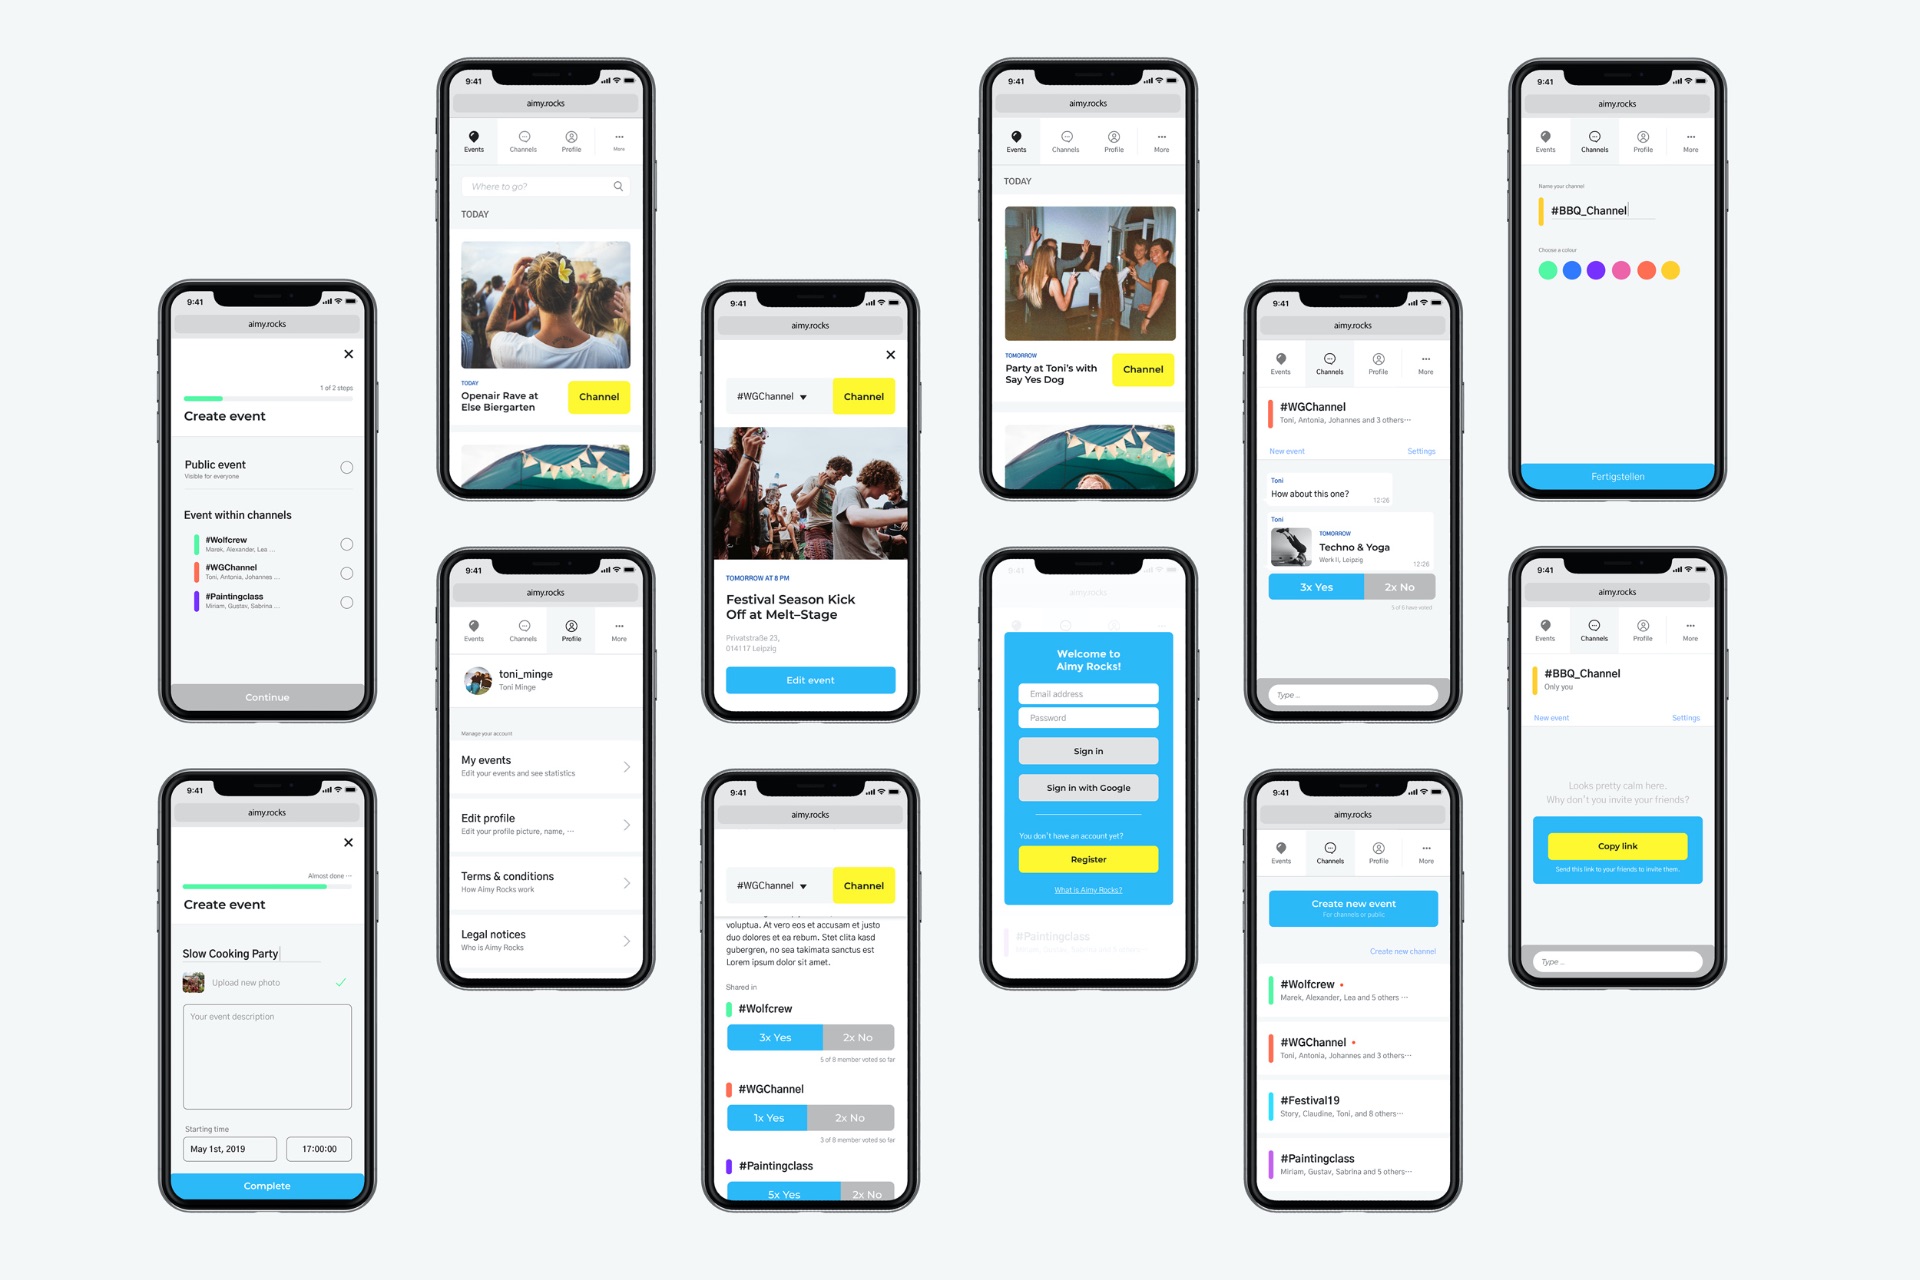 9:41
aimy.rocks
1 of 2 stops
Create event
Public event
Visible for everyone
Event within channels
#Wolfcrew
Marek, Alexander, Lea ...
#WGChannel
Toni, Antonia, Johannes ...
#Paintingclass
Miriam, Gustav, Sabrina ...
Continue
9:41
aimy.rocks
Almost done ···
Create event
Slow Cooking Party
Upload new photo
Your event description
Starting time
May 1st, 2019
17:00:00
Complete
9:41
aimy.rocks
Events
Channels
Profile
More
Where to go?
TODAY
TODAY
Openair Rave at
Else Biergarten
Channel
9:41
aimy.rocks
Events
Channels
Profile
More
toni_minge
Toni Minge
Manage your account
My events
Edit your events and see statistics
Edit profile
Edit your profile picture, name, ···
Terms & conditions
How Aimy Rocks work
Legal notices
Who is Aimy Rocks
9:41
aimy.rocks
#WGChannel
Channel
TOMORROW AT 8 PM
Festival Season Kick
Off at Melt–Stage
Privatstraße 23,
014117 Leipzig
Edit event
9:41
aimy.rocks
#WGChannel
Channel
voluptua. At vero eos et accusam et justo
duo dolores et ea rebum. Stet clita kasd
gubergren, no sea takimata sanctus est
Lorem ipsum dolor sit amet.
Shared in
#Wolfcrew
3x Yes
2x No
5 of 8 member voted so far
#WGChannel
1x Yes
2x No
3 of 8 member voted so far
#Paintingclass
5x Yes
2x No
9:41
aimy.rocks
Events
Channels
Profile
More
TODAY
TOMORROW
Party at Toni's with
Say Yes Dog
Channel
9:41
aimy.rocks
Welcome to
Aimy Rocks!
Email address
Password
Sign in
Sign in with Google
You don't have an account yet?
Register
What is Aimy Rocks?
#Paintingclass
9:41
aimy.rocks
Events
Channels
Profile
More
#WGChannel
Toni, Antonia, Johannes and 3 others···
New event
Settings
Toni
How about this one?
12:26
Toni
TOMORROW
Techno & Yoga
Werk II, Leipzig
12:26
3x Yes
2x No
5 of 8 have voted
Type ...
9:41
aimy.rocks
Events
Channels
Profile
More
Create new event
For channels or public
Create new channel
#Wolfcrew
Marek, Alexander, Lea and 5 others ···
#WGChannel
Toni, Antonia, Johannes and 3 others···
#Festival19
Story, Claudine, Toni, and 8 others···
#Paintingclass
Miriam, Gustav, Sabrina and 5 others···
9:41
aimy.rocks
Events
Channels
Profile
More
Name your channel
#BBQ_Channel
Choose a colour
Fertigstellen
9:41
aimy.rocks
Events
Channels
Profile
More
#BBQ_Channel
Only you
New event
Settings
Looks pretty calm here.
Why don't you invite your friends?
Copy link
Send this link to your friends to invite them.
Type ...